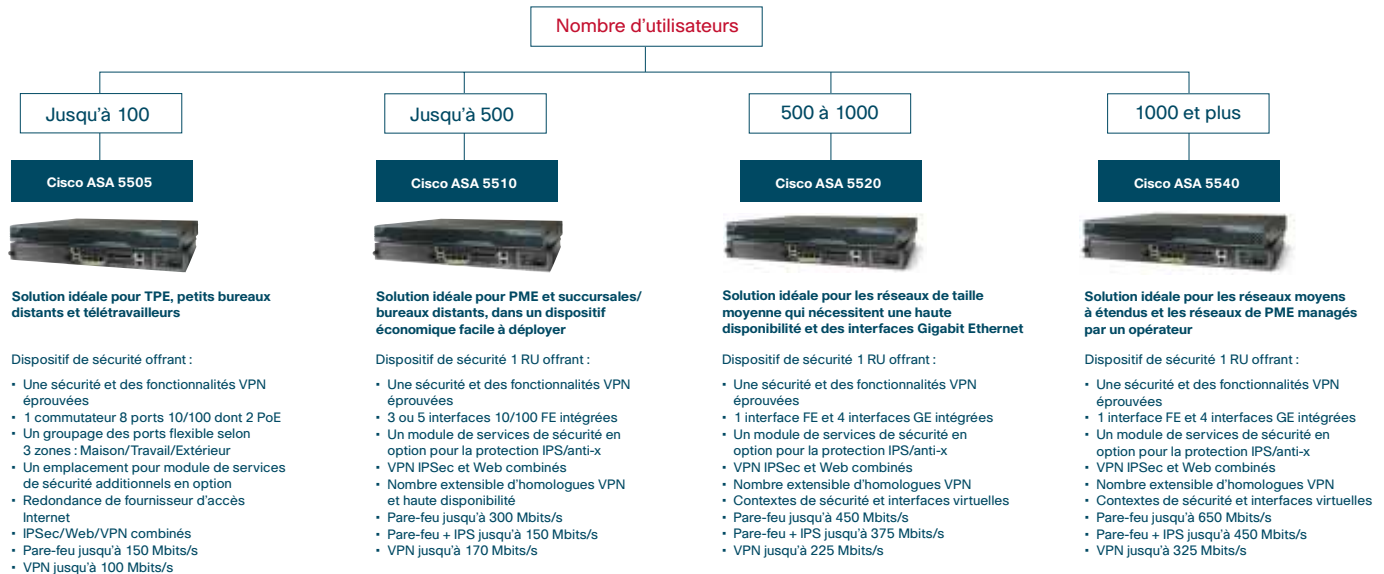 Nombre d'utilisateurs
Jusqu'à 100
Cisco ASA 5505
Solution idéale pour TPE, petits bureaux
distants et télétravailleurs
Dispositif de sécurité offrant :
• Une sécurité et des fonctionnalités VPN
éprouvées
• 1 commutateur 8 ports 10/100 dont 2 PoE
• Un groupage des ports flexible selon
3 zones : Maison/Travail/Extérieur
• Un emplacement pour module de services
de sécurité additionnels en option
• Redondance de fournisseur d'accès
Internet
• IPSec/Web/VPN combinés
• Pare-feu jusqu'à 150 Mbits/s
• VPN jusqu'à 100 Mbits/s
Jusqu'à 500
Cisco ASA 5510
Solution idéale pour PME et succursales/
bureaux distants, dans un dispositif
économique facile à déployer
Dispositif de sécurité 1 RU offrant :
• Une sécurité et des fonctionnalités VPN
éprouvées
• 3 ou 5 interfaces 10/100 FE intégrées
• Un module de services de sécurité en
option pour la protection IPS/anti-x
• VPN IPSec et Web combinés
• Nombre extensible d'homologues VPN
et haute disponibilité
• Pare-feu jusqu'à 300 Mbits/s
• Pare-feu + IPS jusqu'à 150 Mbits/s
• VPN jusqu'à 170 Mbits/s
500 à 1000
Cisco ASA 5520
Solution idéale pour les réseaux de taille
moyenne qui nécessitent une haute
disponibilité et des interfaces Gigabit Ethernet
Dispositif de sécurité 1 RU offrant :
• Une sécurité et des fonctionnalités VPN
éprouvées
• 1 interface FE et 4 interfaces GE intégrées
• Un module de services de sécurité en
option pour la protection IPS/anti-x
• VPN IPSec et Web combinés
• Nombre extensible d'homologues VPN
• Contextes de sécurité et interfaces virtuelles
• Pare-feu jusqu'à 450 Mbits/s
• Pare-feu + IPS jusqu'à 375 Mbits/s
• VPN jusqu'à 225 Mbits/s
1000 et plus
Cisco ASA 5540
Solution idéale pour les réseaux moyens
à étendus et les réseaux de PME managés
par un opérateur
Dispositif de sécurité 1 RU offrant :
• Une sécurité et des fonctionnalités VPN
éprouvées
• 1 interface FE et 4 interfaces GE intégrées
• Un module de services de sécurité en
option pour la protection IPS/anti-x
• VPN IPSec et Web combinés
• Nombre extensible d'homologues VPN
• Contextes de sécurité et interfaces virtuelles
• Pare-feu jusqu'à 650 Mbits/s
• Pare-feu + IPS jusqu'à 450 Mbits/s
• VPN jusqu'à 325 Mbits/s